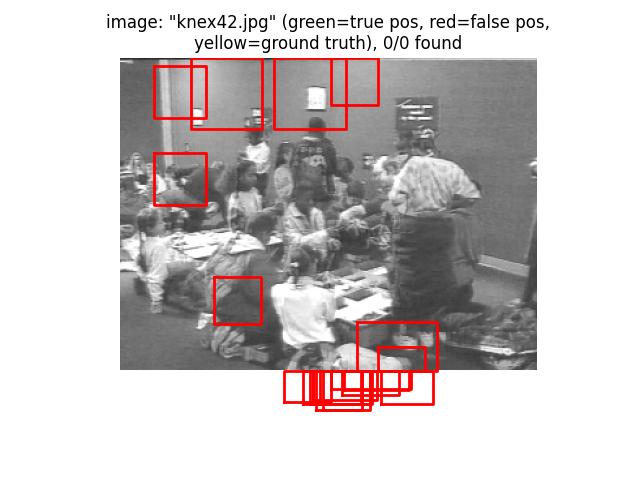 image: "knex42.jpg" (green=true pos, red=false pos,
yellow=ground truth), 0/0 found